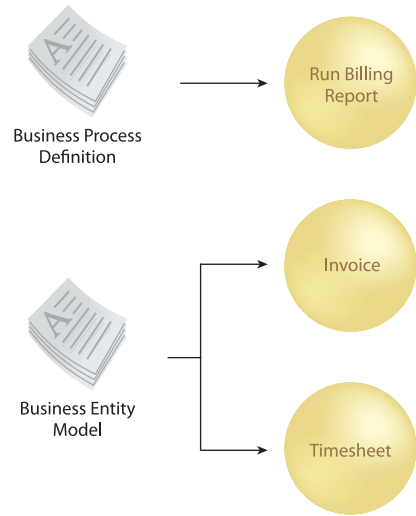 Run Billing
Report
Business Process
Definition
Invoice
Business Entity
Model
Timesheet